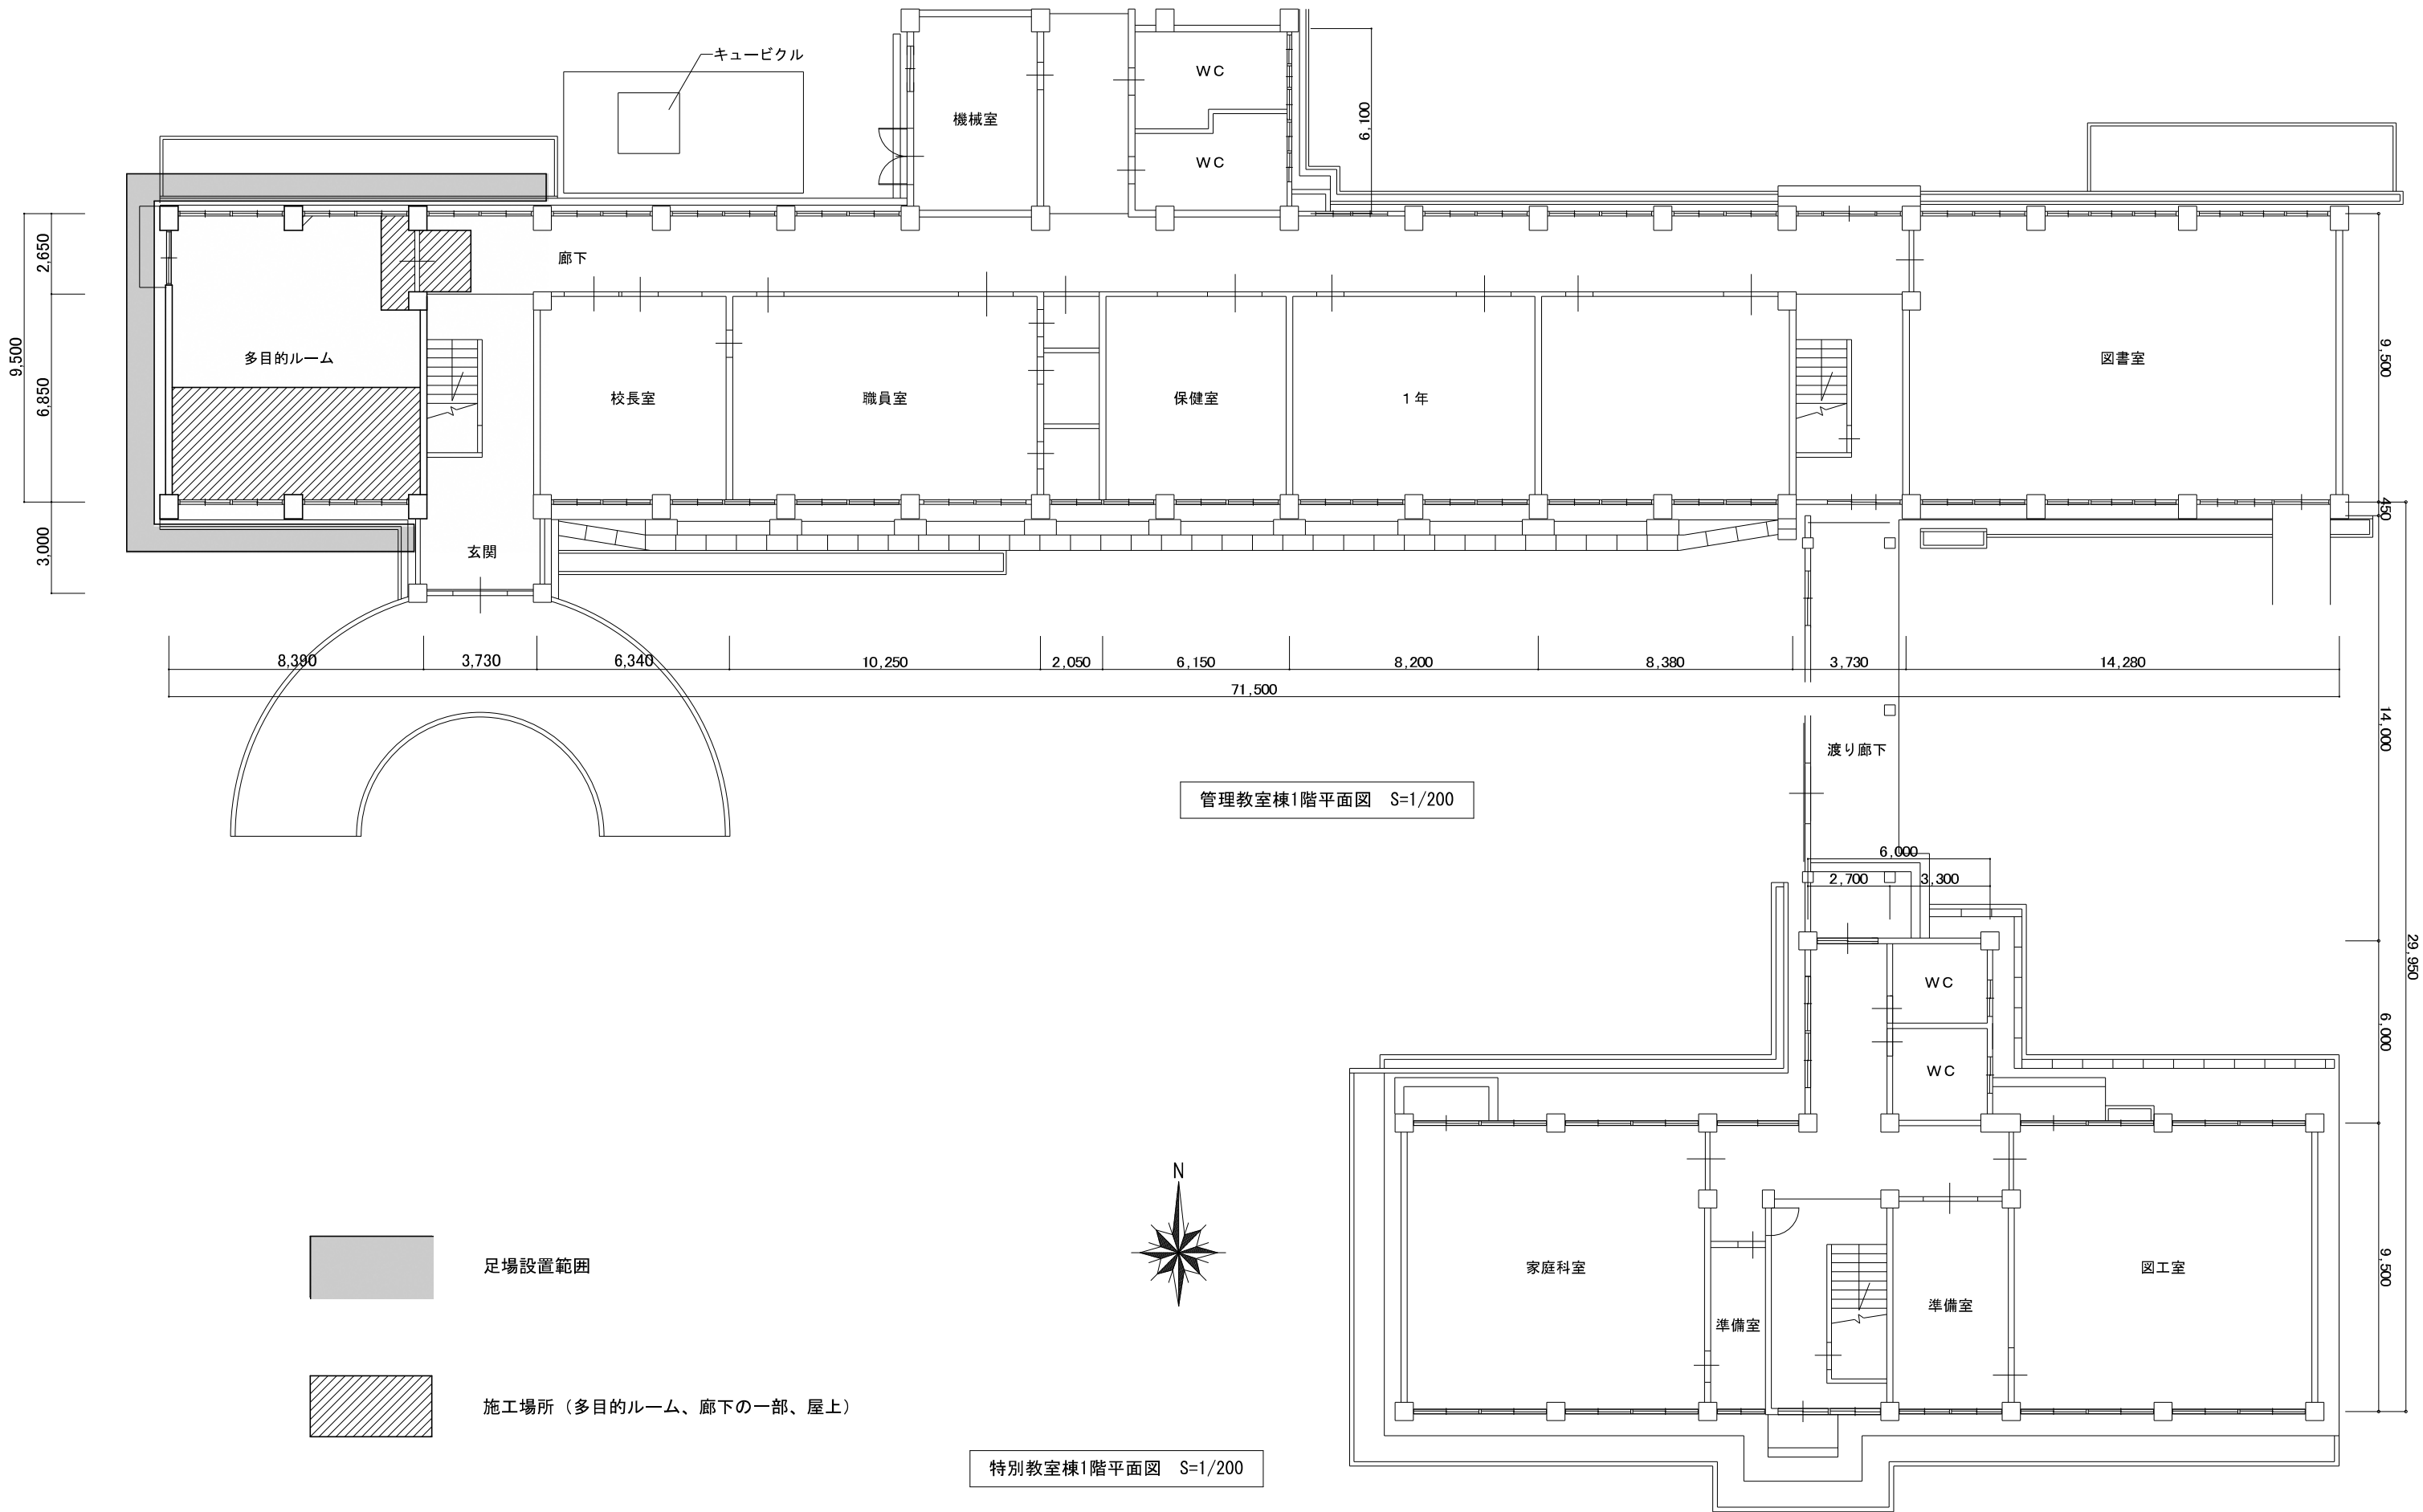 キュービクル
WC
機械室
6,100
WC
2,650
廊下
9,500
6,850
多目的ルーム
校長室
職員室
保健室
1年
図書室
9,500
450
3,000
玄関
8,390
3,730
6,340
10,250
2,050
6,150
8,200
8,380
3,730
14,280
71,500
14,000
渡り廊下
管理教室棟1階平面図 S=1/200
6,000
2,700
3,300
29,950
WC
6,000
WC
N
足場設置範囲
家庭科室
図工室
9,500
準備室
準備室
施工場所（多目的ルーム、廊下の一部、屋上）
特別教室棟1階平面図 S=1/200